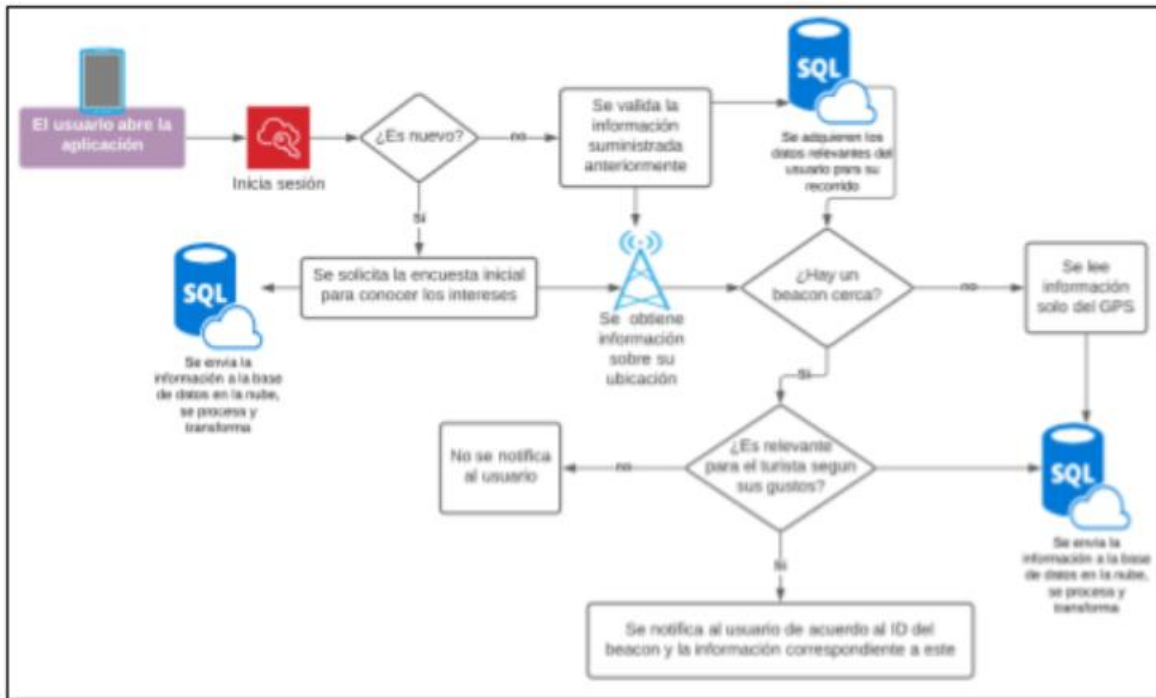 El usuario abre la
aplicación
Inicia sesión
¿Es nuevo?
no
Se valida la
información
suministrada
anteriormente
SQL
Se adquieren los
datos relevantes del
usuario para su
recorrido
Si
Se solicita la encuesta inicial
para conocer los intereses
SQL
Se envia la
información a la base
de datos en la nube,
se procesa y
transforma
Se obtiene
información
sobre su
ubicación
¿Hay un
beacon cerca?
no
Se lee
información
solo del GPS
Si
¿Es relevante
para el turista segun
sus gustos?
no
No se notifica
al usuario
SQL
Se envia la
información a la base
de datos en la nube,
se procesa y
transforma
Si
Se notifica al usuario de acuerdo al ID del
beacon y la información correspondiente a este